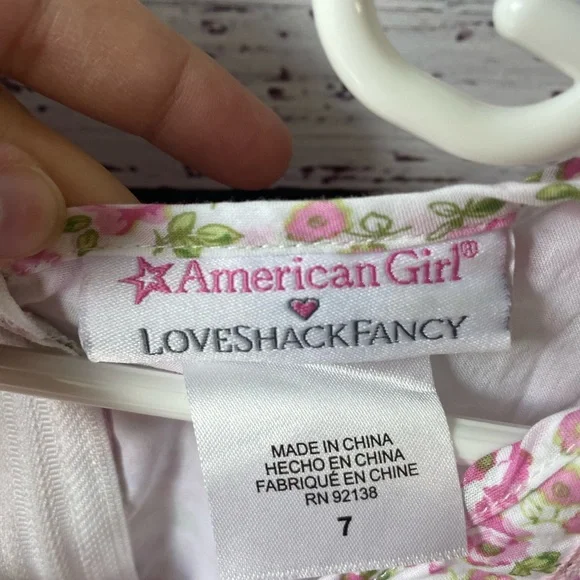 American Girl®
LOVESHACKFANCY
MADE IN CHINA
HECHO EN CHINA
FABRIQUÉ EN CHINE
RN 92138
7